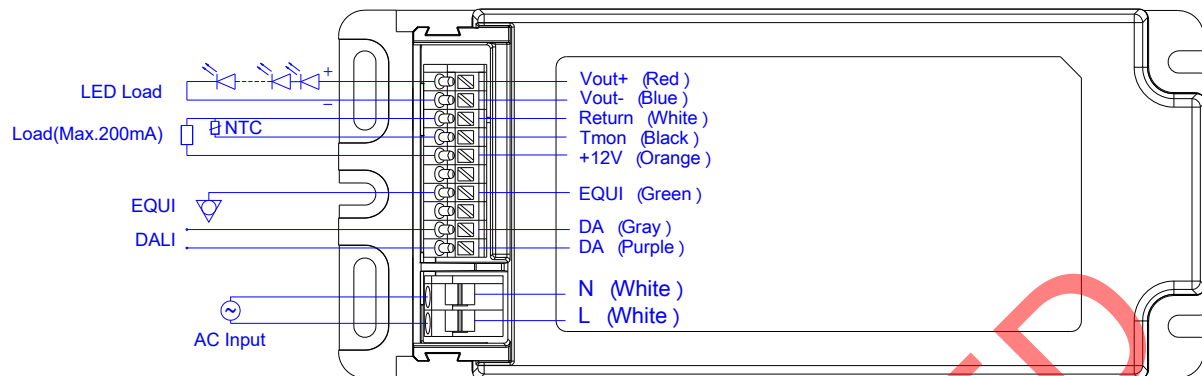 LED Load
+
–
Load(Max.200mA)
NTC
EQUI
DALI
AC Input
Vout+ (Red)
Vout- (Blue)
Return (White)
Tmon (Black)
+12V (Orange)
EQUI (Green)
DA (Gray)
DA (Purple)
N (White)
L (White)